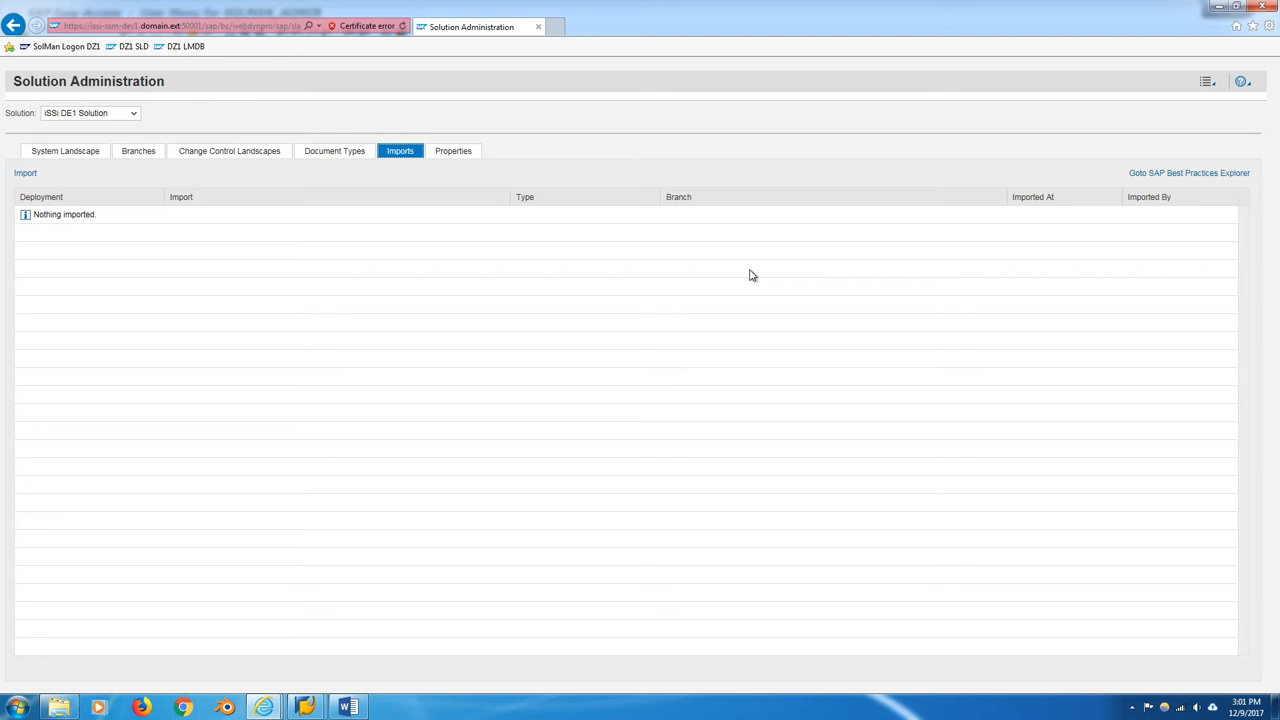 https://issi-ssm-dev1.domain.ext:50001/sap/bc/webdynpro/sap/sla
Certificate error
Solution Administration
SolMan Logon DZ1
DZ1 SLD
DZ1 LMDB
Solution Administration
Solution:
iSSi DE1 Solution
System Landscape
Branches
Change Control Landscapes
Document Types
Imports
Properties
Import
Goto SAP Best Practices Explorer
Deployment
Import
Type
Branch
Imported At
Imported By
Nothing imported.
3:01 PM
12/9/2017